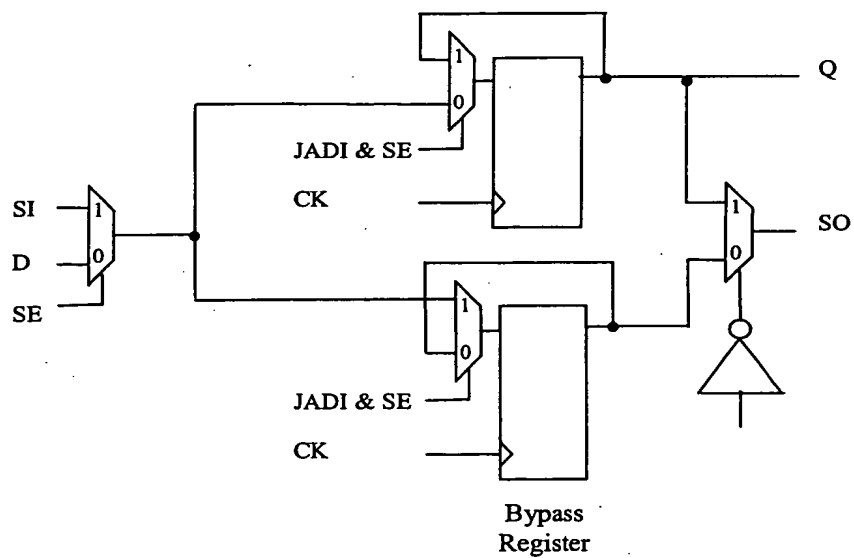 1
Q
0
JADI & SE
CK
SI
1
1
SO
D
0
0
SE
1
0
JADI & SE
CK
Bypass
Register